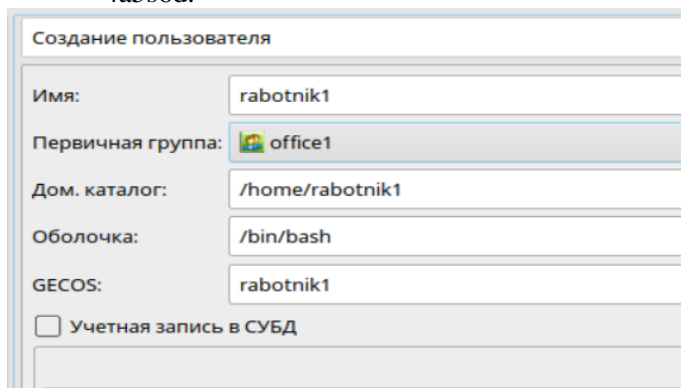 Создание пользователя
Имя: rabotnik1
Первичная группа: office1
Дом. каталог: /home/rabotnik1
Оболочка: /bin/bash
GECOS: rabotnik1
Учетная запись в СУБД